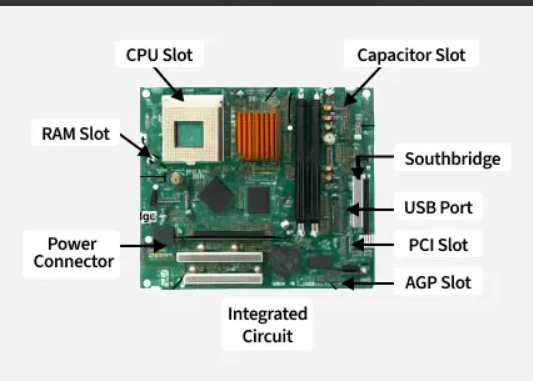 CPU Slot
Capacitor Slot
RAM Slot
Southbridge
USB Port
Power
Connector
PCI Slot
AGP Slot
Integrated
Circuit